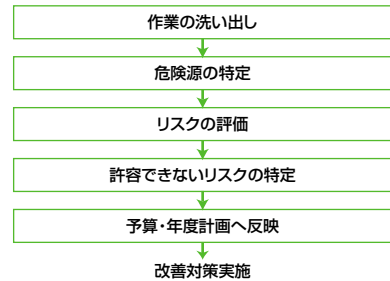 作業の洗い出し
危険源の特定
リスクの評価
許容できないリスクの特定
予算・年度計画へ反映
改善対策実施